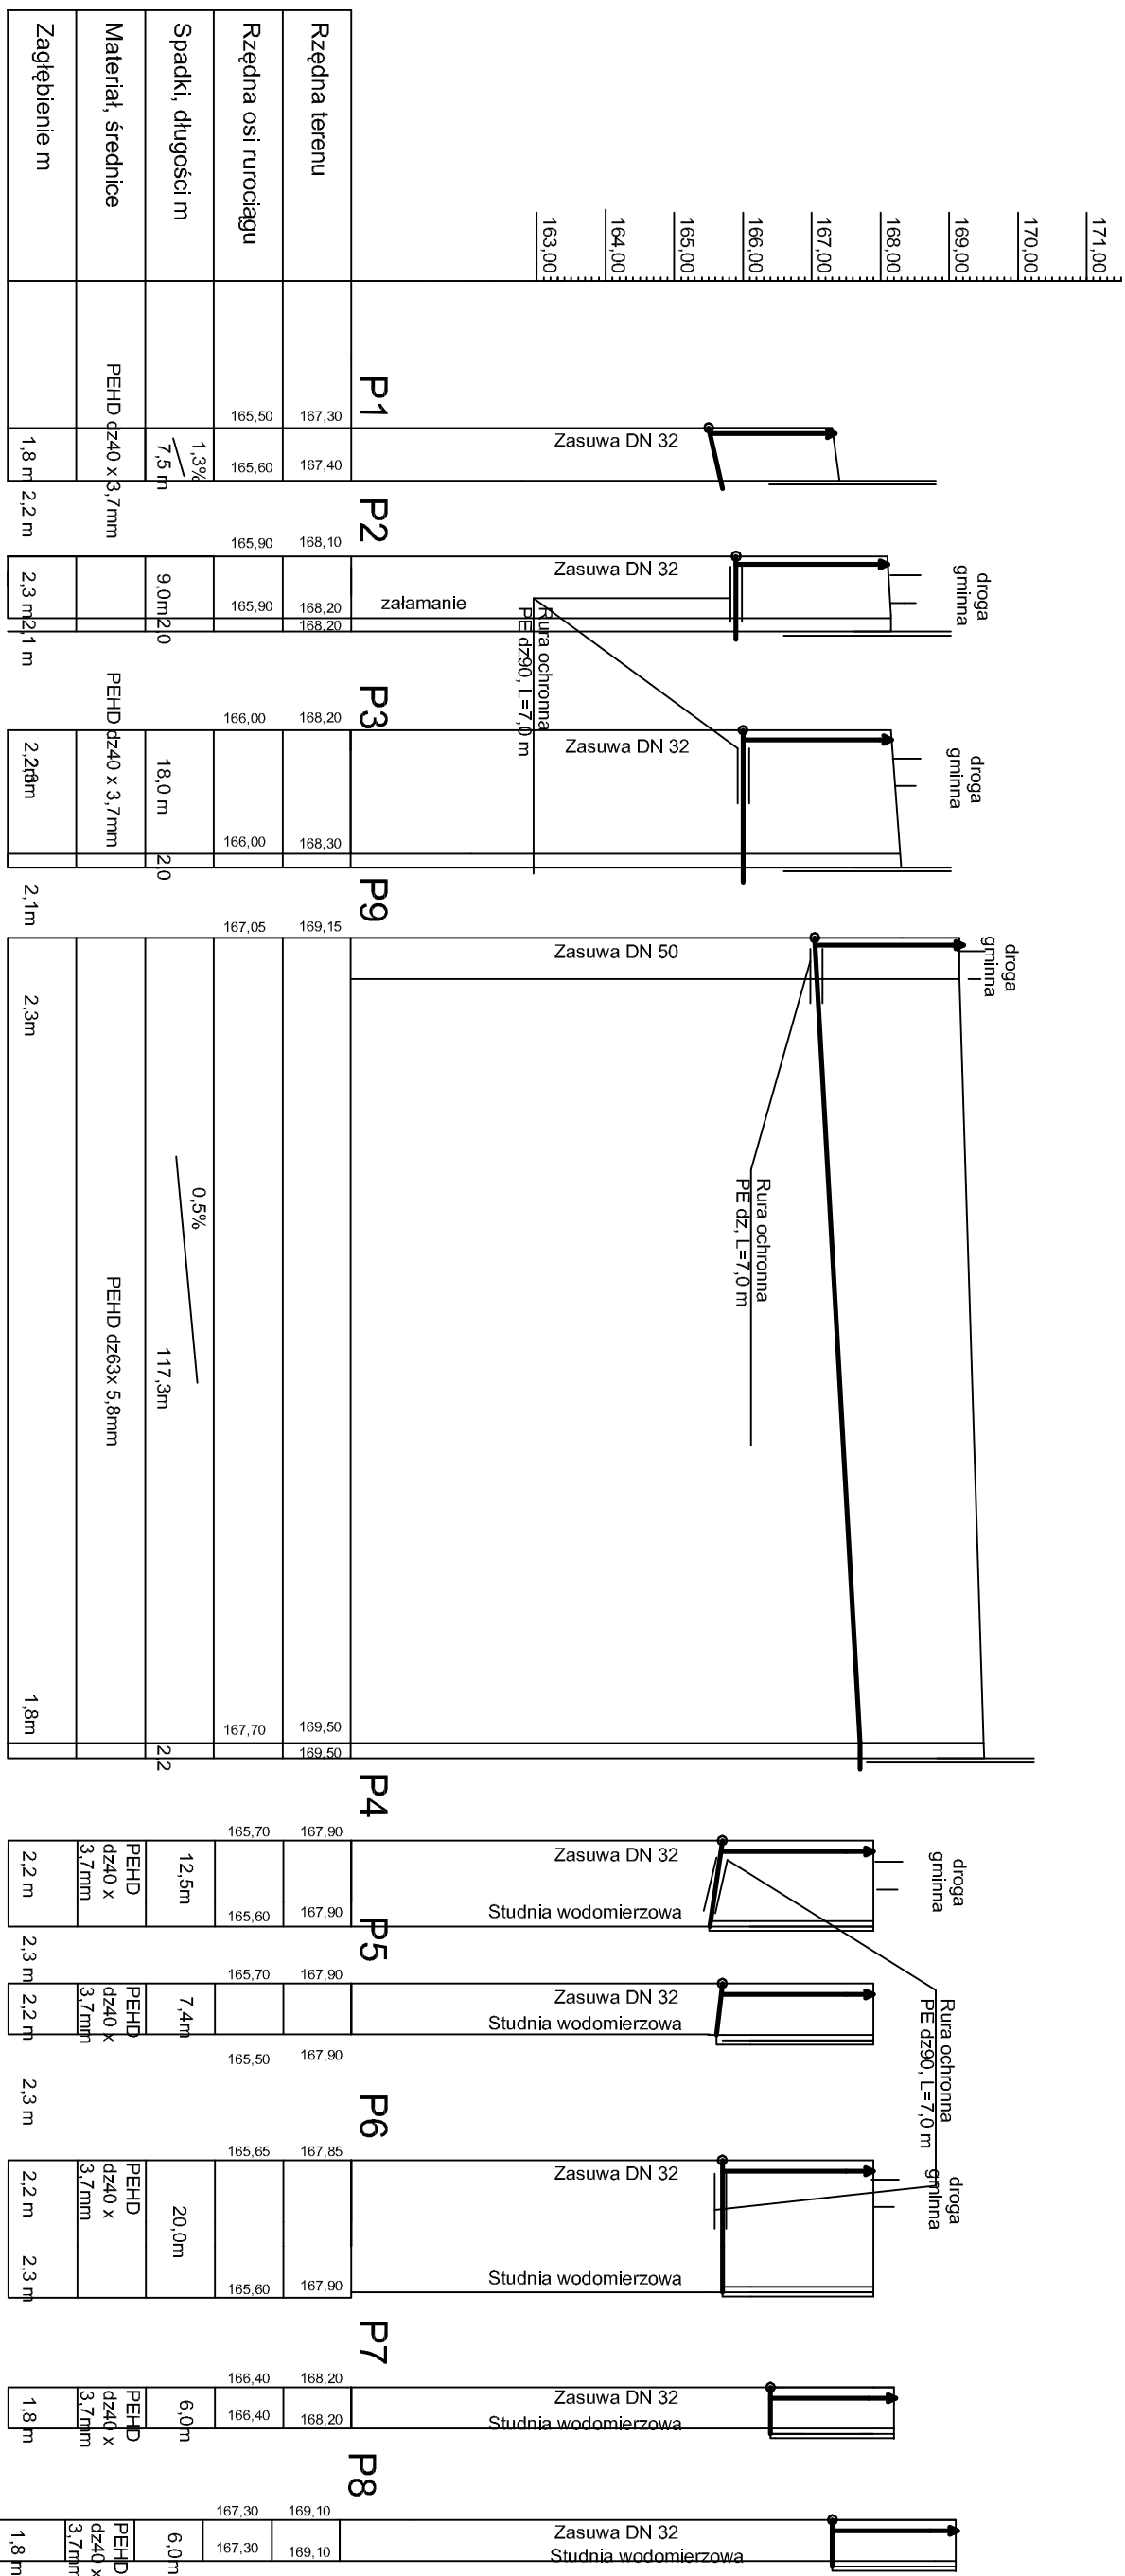 171,00
170,00
169,00
168,00
167,00
166,00
165,00
164,00
163,00
Rzędna terenu
Rzędna osi rurociągu
Spadki, długości m
Materiał, średnice
Zagłębienie m
P1
Zasuwa DN 32
167,30
167,40
165,50
165,60
1,3%
7,5 m
PEHD dz40 x 3,7mm
1,8 m
2,2 m
P2
droga
gminna
Zasuwa DN 32
załamanie
Rura ochronna
PE dz90, L=7,0 m
168,10
168,20
168,20
165,90
165,90
9,0m
2,0
2,3 m
2,1 m
P3
droga
gminna
Zasuwa DN 32
168,20
168,30
166,00
166,00
18,0 m
2,0
PEHD dz40 x 3,7mm
2,1m
P9
droga
gminna
Zasuwa DN 50
Rura ochronna
PE dz, L=7,0 m
169,15
169,50
169,50
167,05
167,70
0,5%
117,3m
2,2
PEHD dz63x 5,8mm
2,3m
1,8m
P4
droga
gminna
Zasuwa DN 32
Studnia wodomierzowa
167,90
167,90
165,70
165,60
12,5m
PEHD
dz40 x
3,7mm
2,2 m
2,3 m
P5
Zasuwa DN 32
Studnia wodomierzowa
Rura ochronna
PE dz90, L=7,0 m
167,90
167,90
165,70
165,50
7,4m
PEHD
dz40 x
3,7mm
2,2 m
2,3 m
P6
droga
gminna
Zasuwa DN 32
Studnia wodomierzowa
167,85
167,90
165,65
165,60
20,0m
PEHD
dz40 x
3,7mm
2,2 m
2,3 m
P7
Zasuwa DN 32
Studnia wodomierzowa
168,20
168,20
166,40
166,40
6,0m
PEHD
dz40 x
3,7mm
1,8 m
P8
Zasuwa DN 32
Studnia wodomierzowa
169,10
169,10
167,30
167,30
6,0m
PEHD
dz40 x
3,7mm
1,8 m